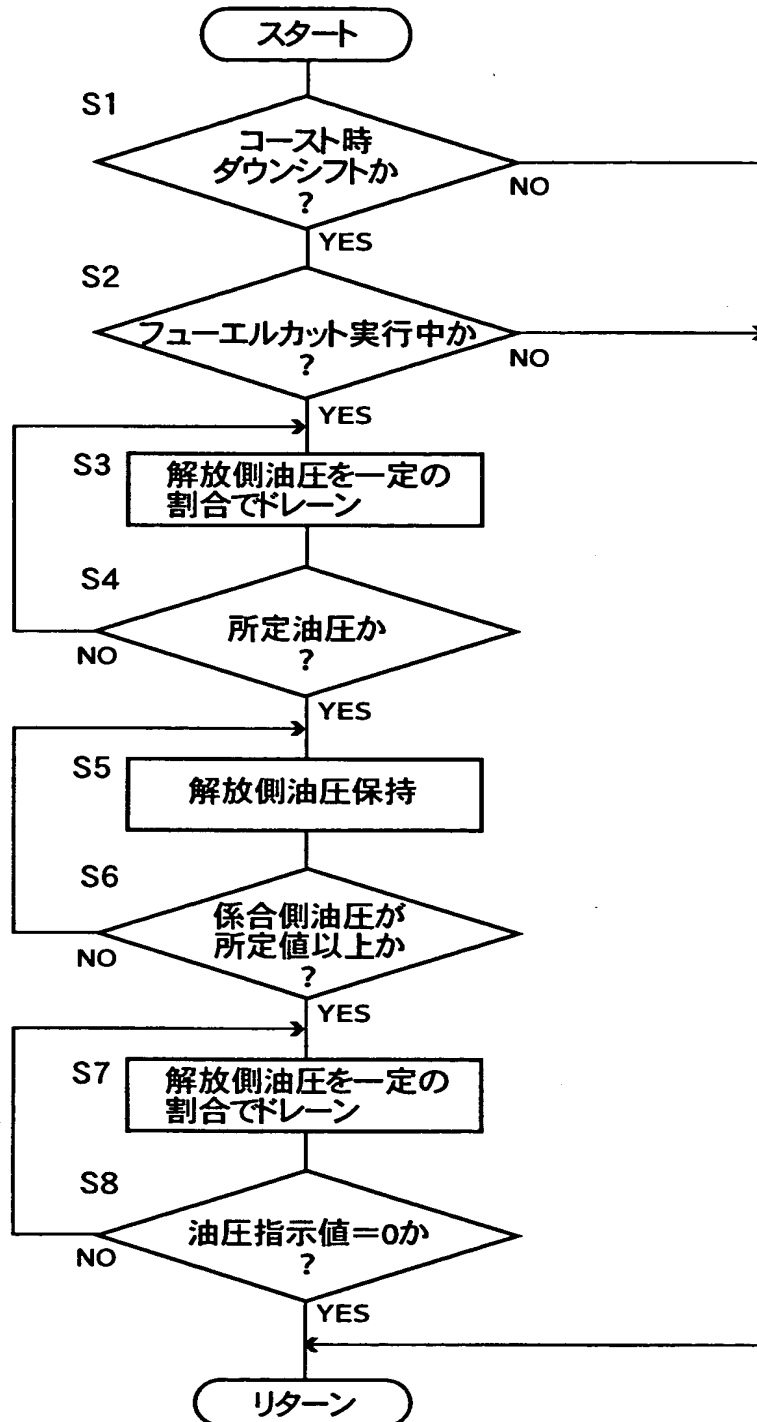 スタート
S1
コースト時
ダウンシフトか
?
NO
YES
S2
フューエルカット実行中か
?
NO
YES
S3
解放側油圧を一定の
割合でドレーン
S4
所定油圧か
?
NO
YES
S5
解放側油圧保持
S6
係合側油圧が
所定値以上か
?
NO
YES
S7
解放側油圧を一定の
割合でドレーン
S8
油圧指示値=0か
?
NO
YES
リターン